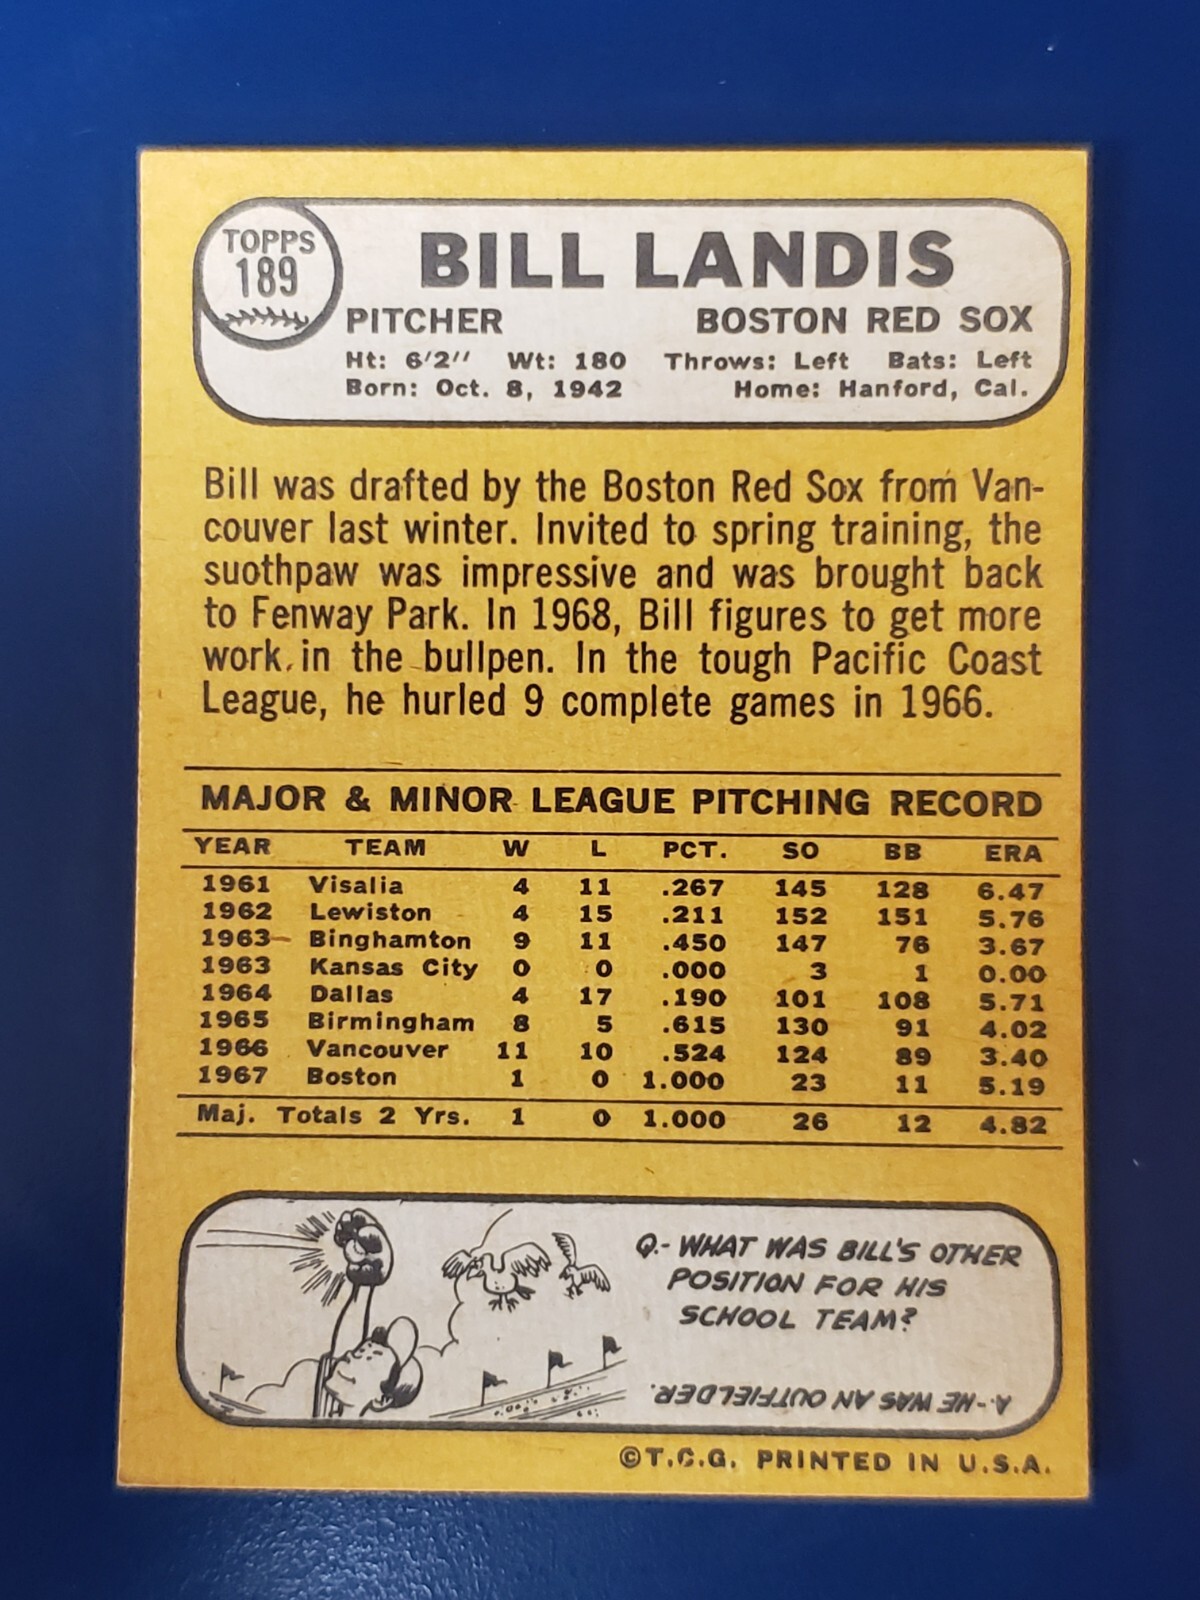 TOPPS
189
BILL LANDIS
PITCHER BOSTON RED SOX
Ht: 6'2" Wt: 180 Throws: Left Bats: Left
Born: Oct. 8, 1942 Home: Hanford, Cal.
Bill was drafted by the Boston Red Sox from Van-
couver last winter. Invited to spring training, the
suothpaw was impressive and was brought back
to Fenway Park. In 1968, Bill figures to get more
work in the bullpen. In the tough Pacific Coast
League, he hurled 9 complete games in 1966.
MAJOR & MINOR LEAGUE PITCHING RECORD
YEAR TEAM W L PCT. SO BB ERA
1961 Visalia 4 11 .267 145 128 6.47
1962 Lewiston 4 15 .211 152 151 5.76
1963 Binghamton 9 11 .450 147 76 3.67
1963 Kansas City 0 0 .000 3 1 0.00
1964 Dallas 4 17 .190 101 108 5.71
1965 Birmingham 8 5 .615 130 91 4.02
1966 Vancouver 11 10 .524 124 89 3.40
1967 Boston 1 0 1.000 23 11 5.19
Maj. Totals 2 Yrs. 1 0 1.000 26 12 4.82
Q.- WHAT WAS BILL'S OTHER
POSITION FOR HIS
SCHOOL TEAM?
A.- HE WAS AN OUTFIELDER.
©T.C.G. PRINTED IN U.S.A.